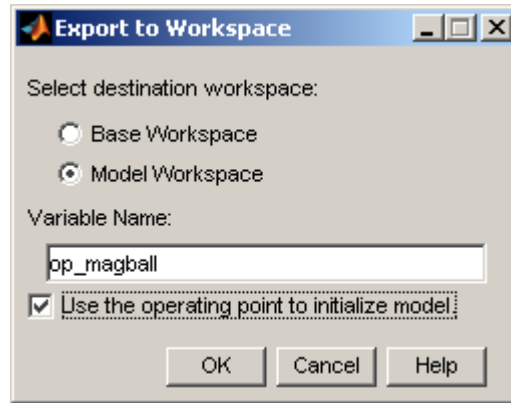 Export to Workspace
Select destination workspace:
Base Workspace
Model Workspace
Variable Name:
op_magball
Use the operating point to initialize model.
OK Cancel Help